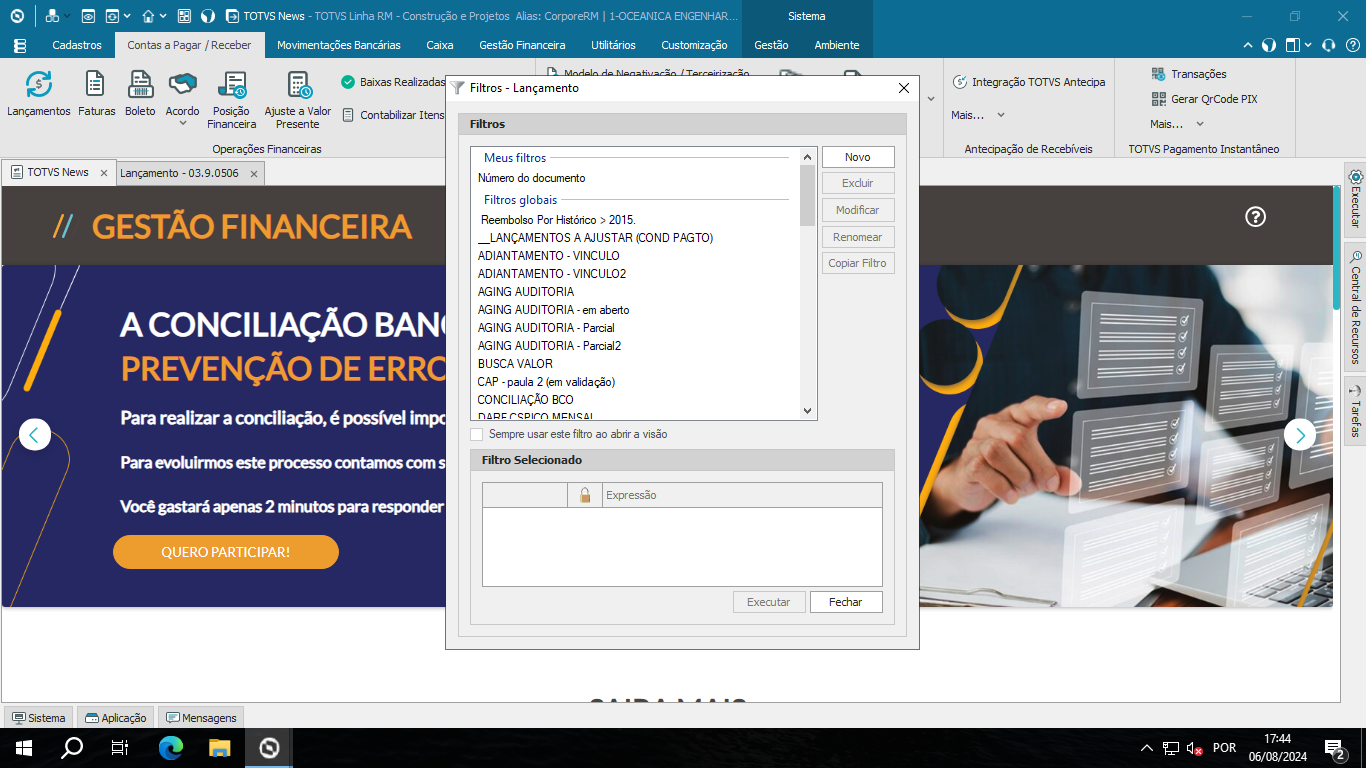 TOTVS News - TOTVS Linha RM - Construção e Projetos Alias: CorporeRM | 1-OCEANICA ENGENHAR...
Sistema
Cadastros
Contas a Pagar / Receber
Movimentações Bancárias
Caixa
Gestão Financeira
Utilitários
Customização
Gestão
Ambiente
Lançamentos
Faturas
Boleto
Acordo
Posição
Financeira
Ajuste a Valor
Presente
Baixas Realizadas
Contabilizar Itens
Operações Financeiras
Modelo de Negativação / Terceirização
Integração TOTVS Antecipa
Mais...
Antecipação de Recebíveis
Transações
Gerar QrCode PIX
Mais...
TOTVS Pagamento Instantâneo
TOTVS News
Lançamento - 03.9.0506
// GESTÃO FINANCEIRA
A CONCILIAÇÃO BANC
PREVENÇÃO DE ERRO
Para realizar a conciliação, é possível impo
Para evoluirmos este processo contamos com s
Você gastará apenas 2 minutos para responder
QUERO PARTICIPAR!
SAIBA MAIS
Filtros - Lançamento
Filtros
Meus filtros
Número do documento
Filtros globais
Reembolso Por Histórico > 2015.
__LANÇAMENTOS A AJUSTAR (COND PAGTO)
ADIANTAMENTO - VINCULO
ADIANTAMENTO - VINCULO2
AGING AUDITORIA
AGING AUDITORIA - em aberto
AGING AUDITORIA - Parcial
AGING AUDITORIA - Parcial2
BUSCA VALOR
CAP - paula 2 (em validação)
CONCILIAÇÃO BCO
DARF CSPICO MENSAL
Novo
Excluir
Modificar
Renomear
Copiar Filtro
Sempre usar este filtro ao abrir a visão
Filtro Selecionado
Expressão
Executar
Fechar
Executar
Central de Recursos
Tarefas
Sistema
Aplicação
Mensagens
POR
17:44
06/08/2024
2